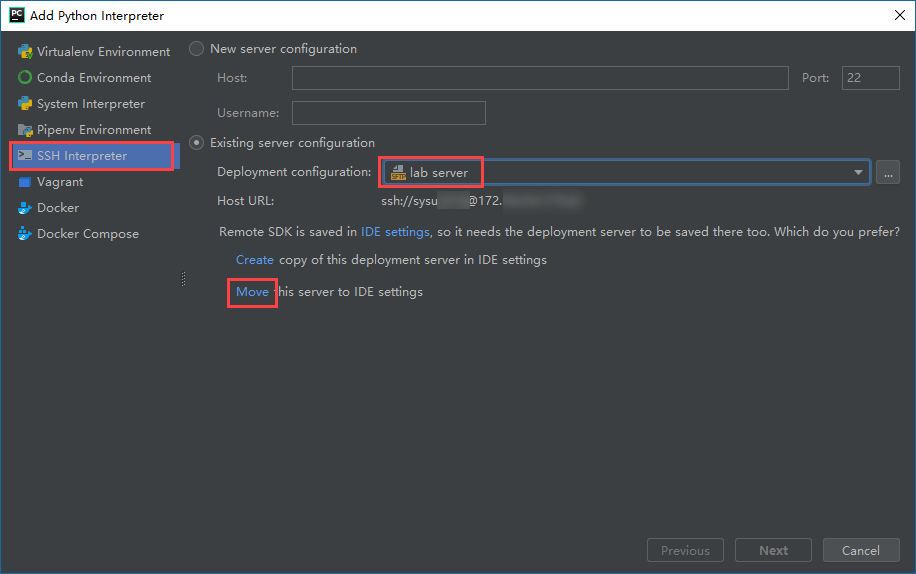 PC Add Python Interpreter
Virtualenv Environment
Conda Environment
System Interpreter
Pipenv Environment
SSH Interpreter
Vagrant
Docker
Docker Compose
New server configuration
Host: Port: 22
Username:
Existing server configuration
Deployment configuration: SFTP lab server ...
Host URL: ssh://sysu @172.
Remote SDK is saved in IDE settings, so it needs the deployment server to be saved there too. Which do you prefer?
Create copy of this deployment server in IDE settings
Move this server to IDE settings
Previous Next Cancel